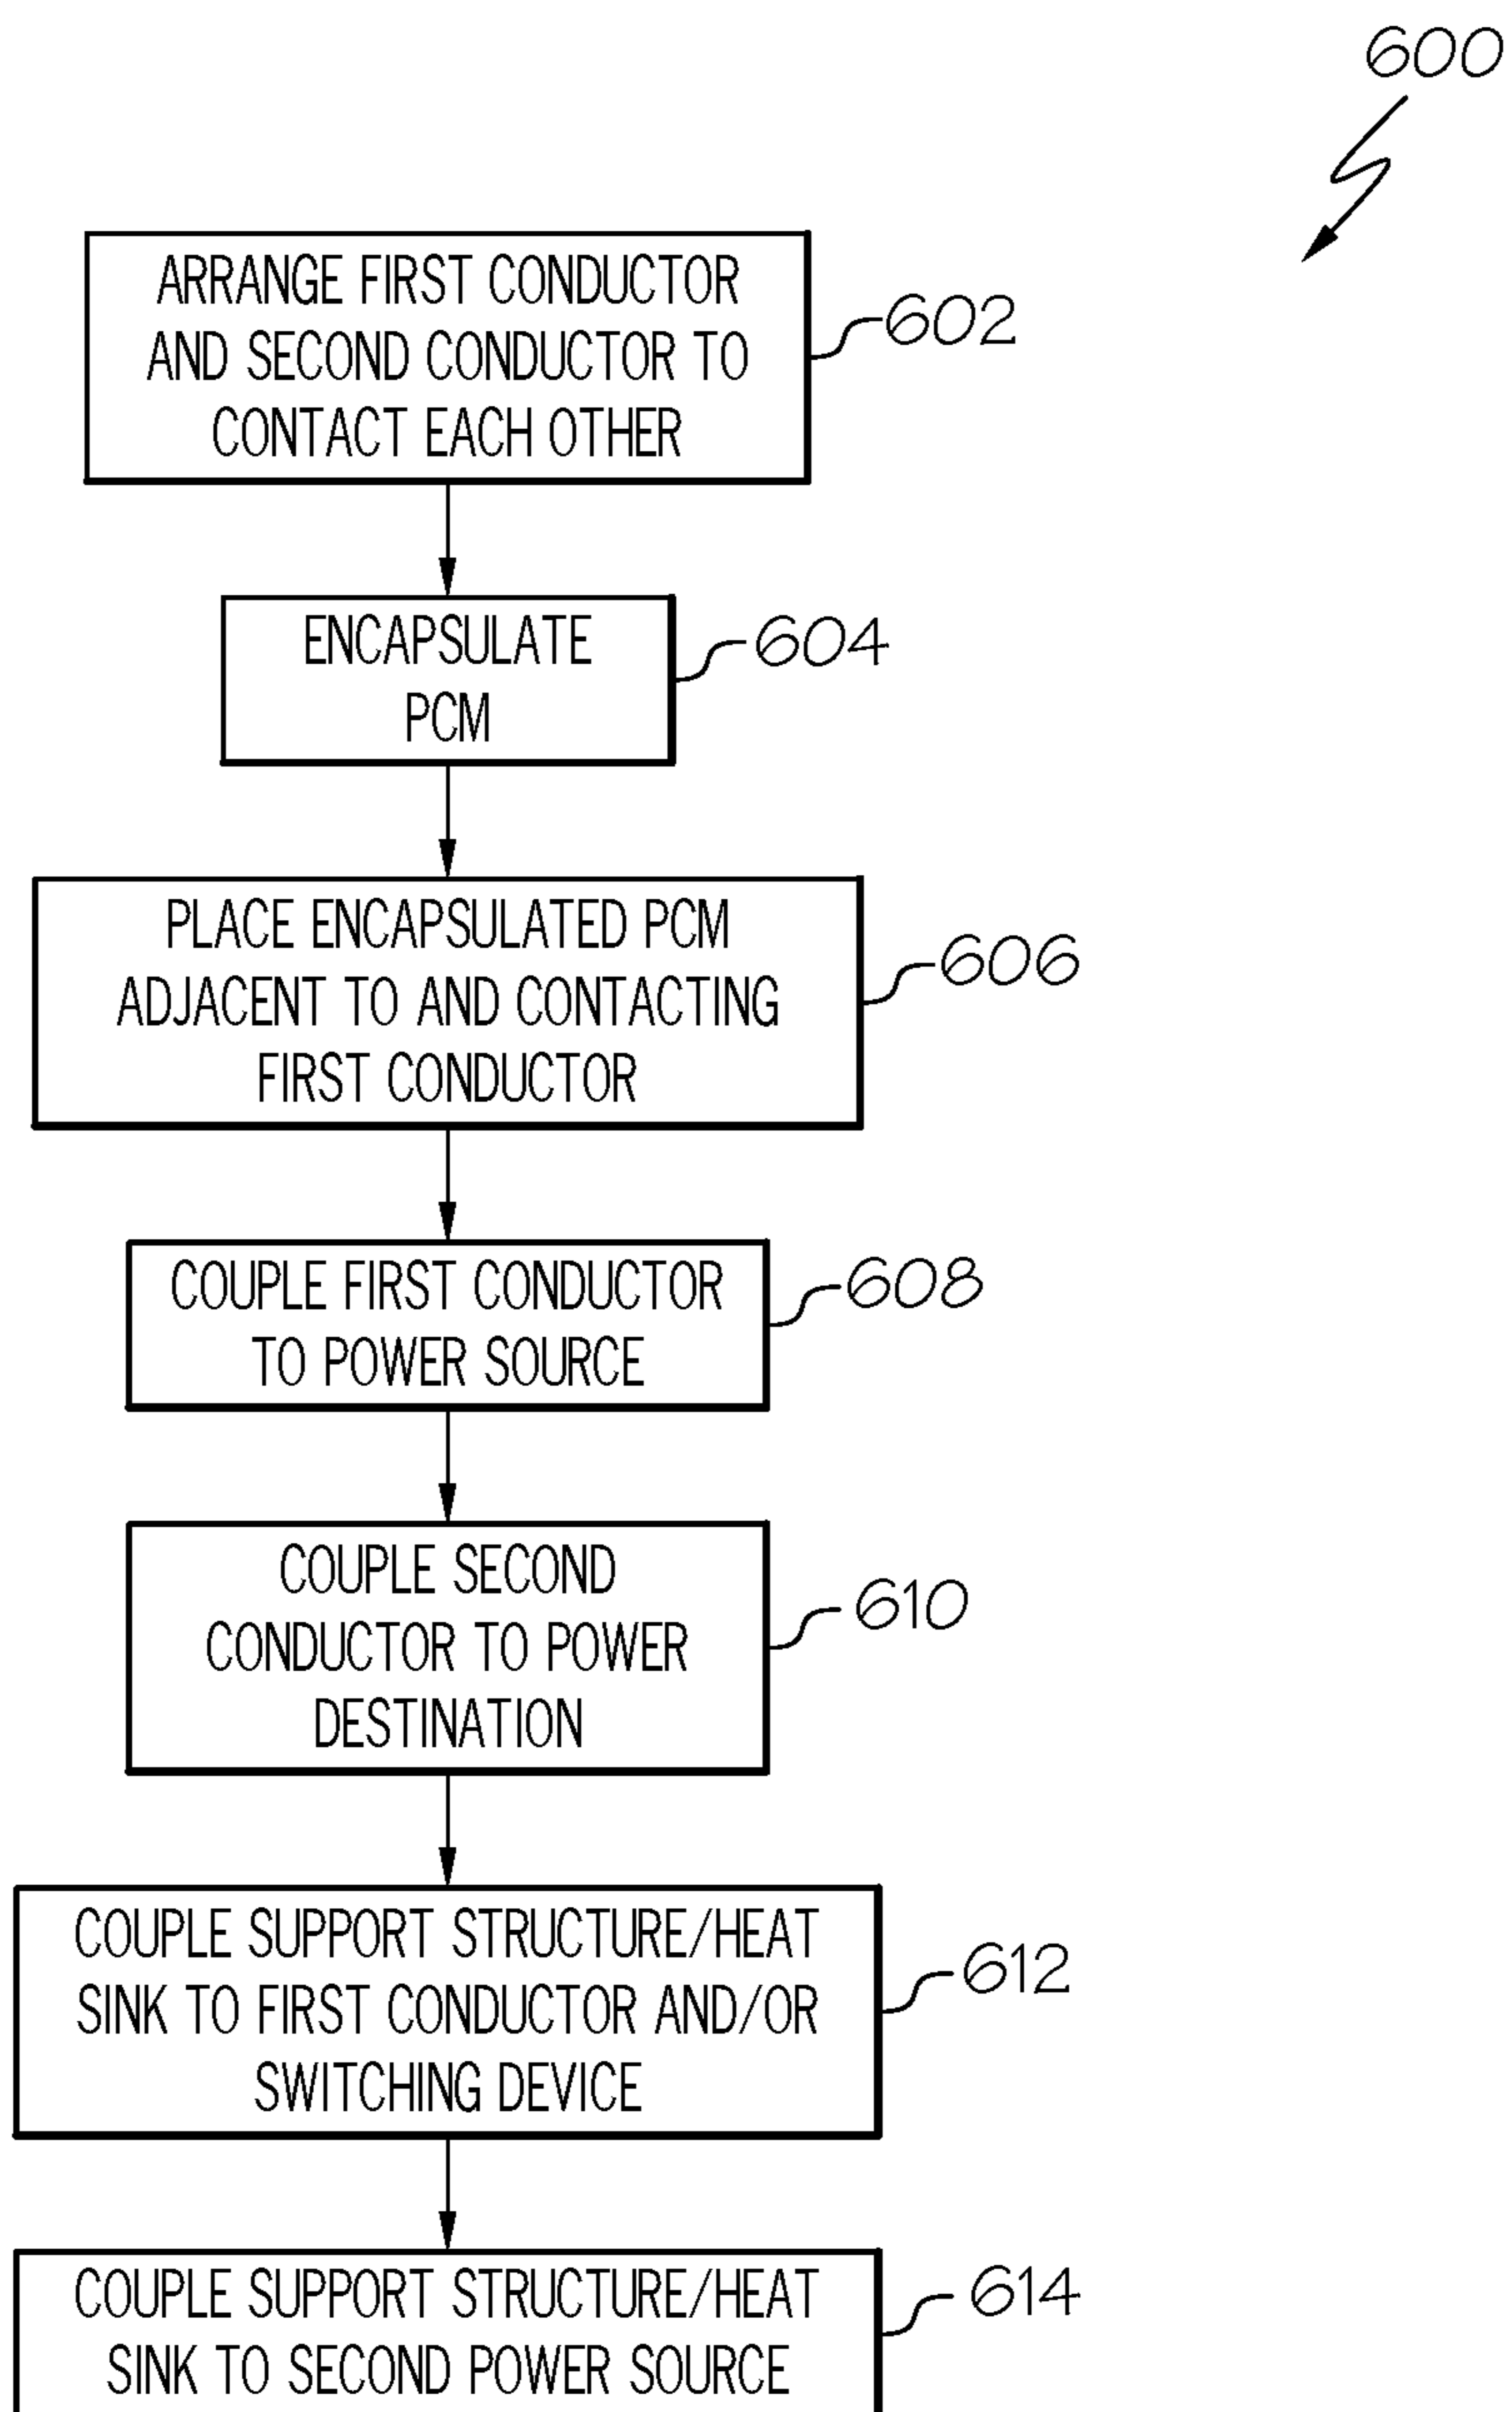 600
ARRANGE FIRST CONDUCTOR
AND SECOND CONDUCTOR TO
CONTACT EACH OTHER
602
ENCAPSULATE
PCM
604
PLACE ENCAPSULATED PCM
ADJACENT TO AND CONTACTING
FIRST CONDUCTOR
606
COUPLE FIRST CONDUCTOR
TO POWER SOURCE
608
COUPLE SECOND
CONDUCTOR TO POWER
DESTINATION
610
COUPLE SUPPORT STRUCTURE/HEAT
SINK TO FIRST CONDUCTOR AND/OR
SWITCHING DEVICE
612
COUPLE SUPPORT STRUCTURE/HEAT
SINK TO SECOND POWER SOURCE
614